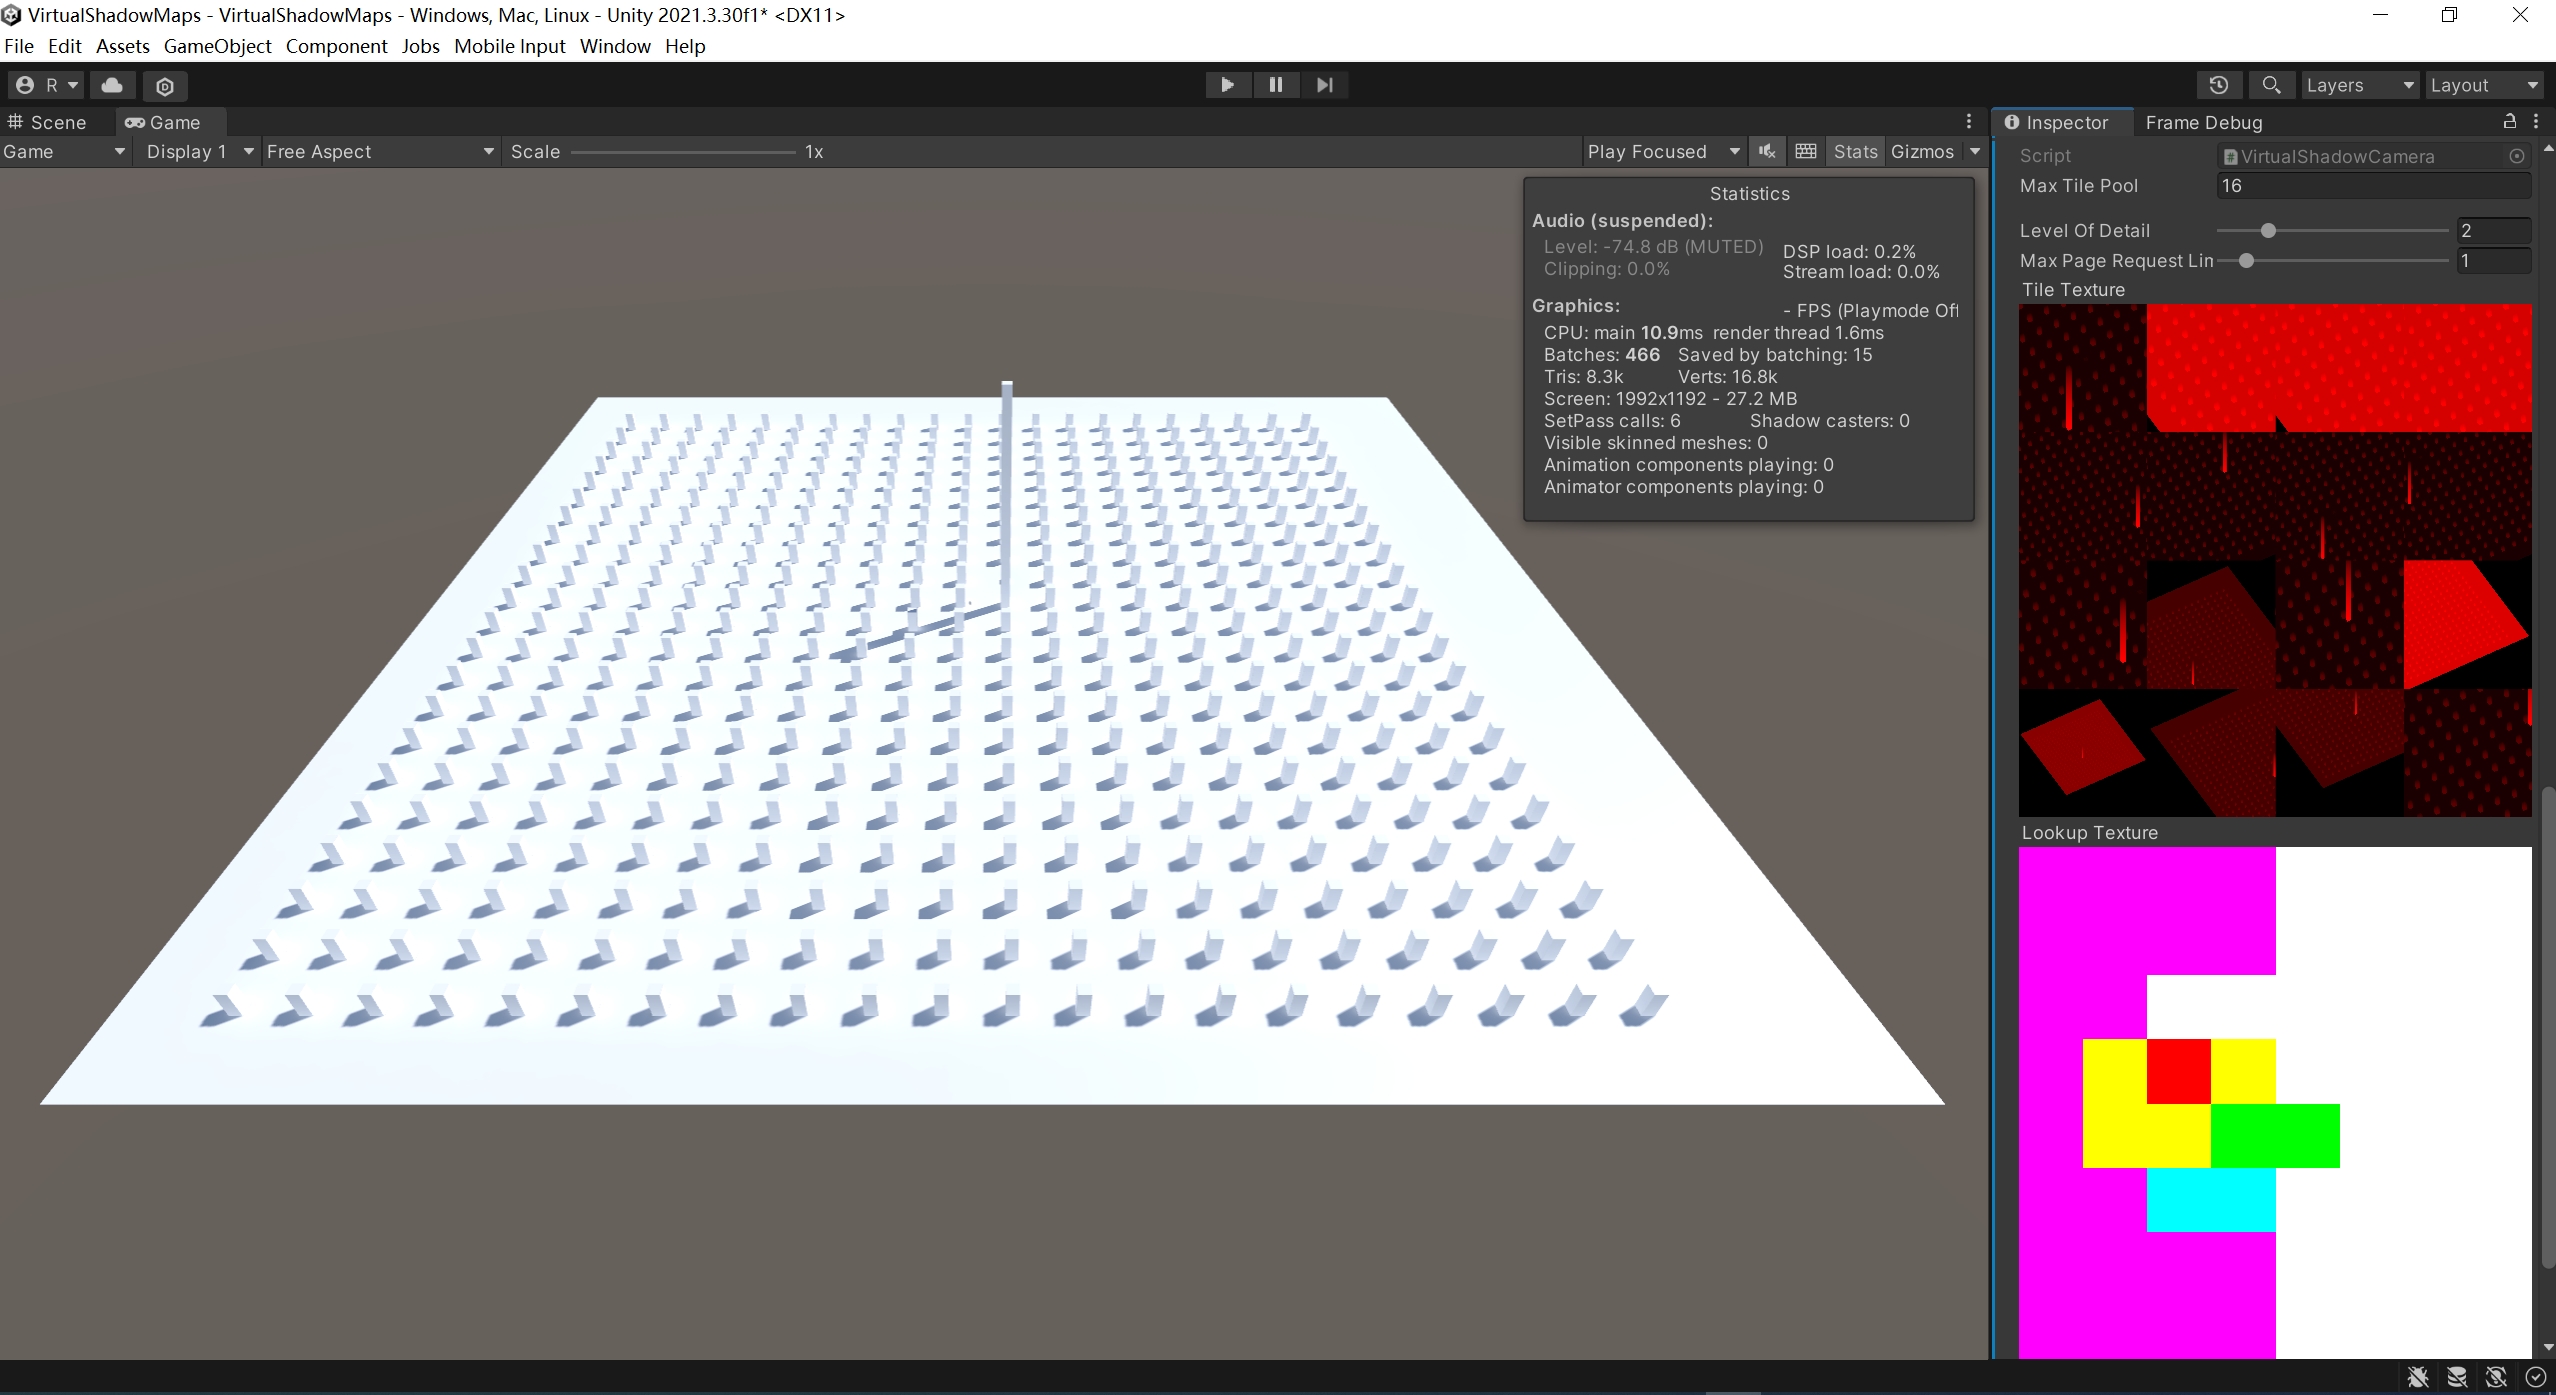 VirtualShadowMaps - VirtualShadowMaps - Windows, Mac, Linux - Unity 2021.3.30f1* <DX11>
File Edit Assets GameObject Component Jobs Mobile Input Window Help
R Layers Layout
Scene Game
Game Display 1 Free Aspect Scale 1x Play Focused Stats Gizmos
Statistics
Audio (suspended):
Level: -74.8 dB (MUTED) DSP load: 0.2%
Clipping: 0.0% Stream load: 0.0%
Graphics: - FPS (Playmode Off
CPU: main 10.9ms render thread 1.6ms
Batches: 466 Saved by batching: 15
Tris: 8.3k Verts: 16.8k
Screen: 1992x1192 - 27.2 MB
SetPass calls: 6 Shadow casters: 0
Visible skinned meshes: 0
Animation components playing: 0
Animator components playing: 0
Inspector Frame Debug
Script VirtualShadowCamera
Max Tile Pool 16
Level Of Detail 2
Max Page Request Lin 1
Tile Texture
Lookup Texture